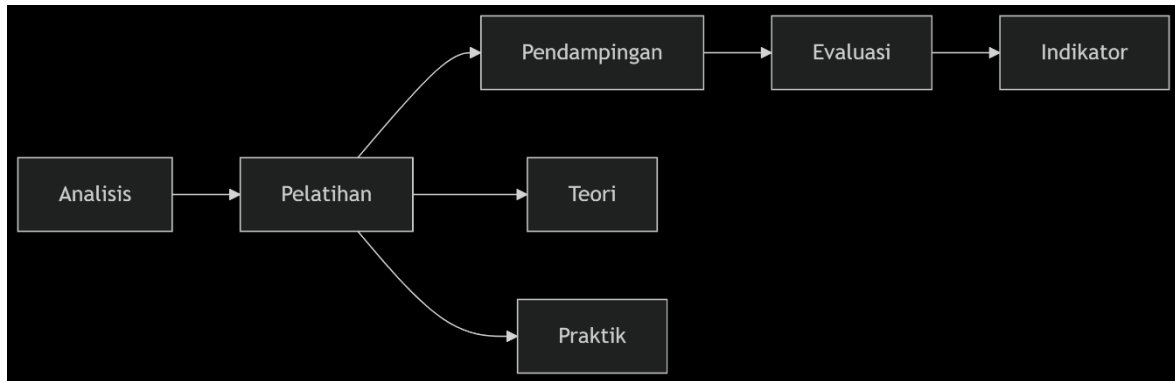 Pendampingan
Evaluasi
Indikator
Analisis
Pelatihan
Teori
Praktik